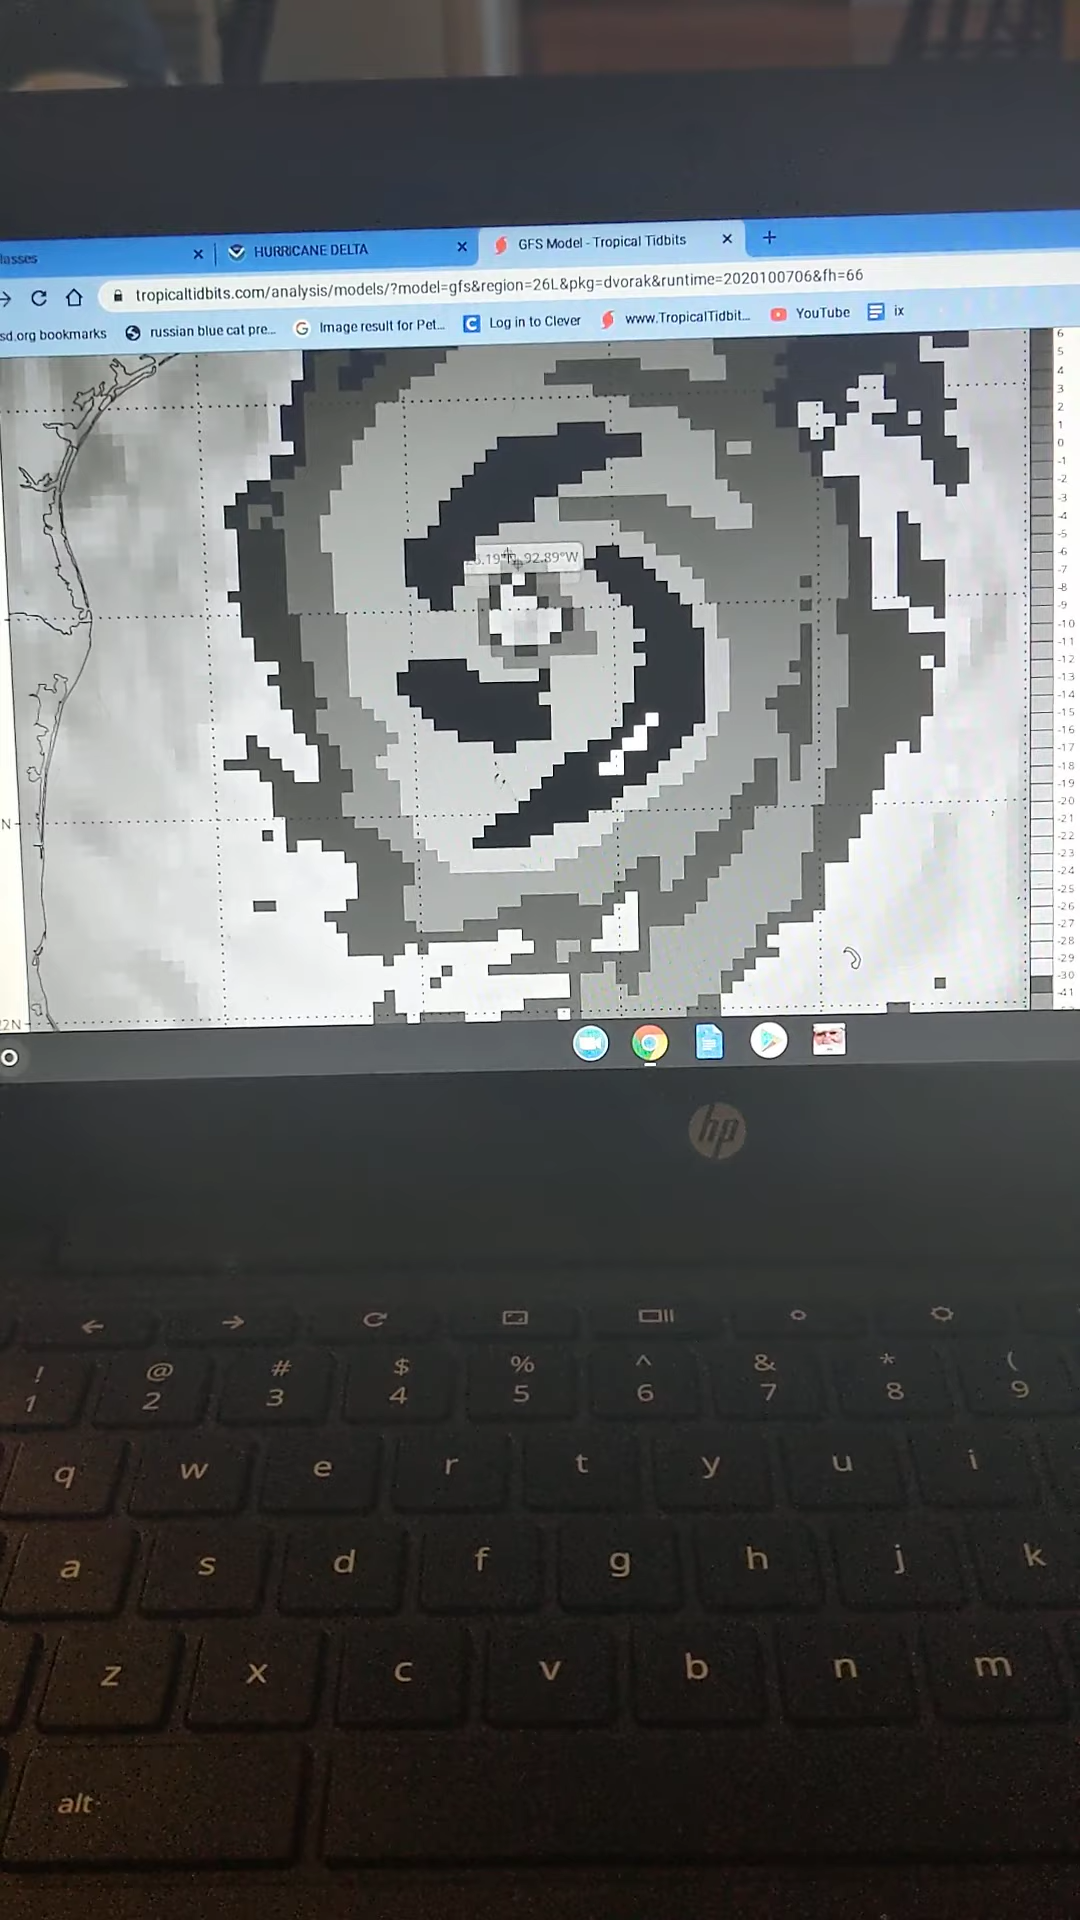 lasses
HURRICANE DELTA
GFS Model - Tropical Tidbits
tropicaltidbits.com/analysis/models/?model=gfs&region=26L&pkg=dvorak&runtime=2020100706&fh=66
sd.org bookmarks
russian blue cat pre...
Image result for Pet...
Log in to Clever
www.TropicalTidbit...
YouTube
ix
92.89°W
6
5
4
3
2
1
0
-1
-2
-3
-4
-5
-6
-7
-8
-9
-10
-11
-12
-13
-14
-15
-16
-17
-18
-19
-20
-21
-22
-23
-24
-25
-26
-27
-28
-29
-30
-41
N
2N
hp
! @ # $ % ^ & * (
1 2 3 4 5 6 7 8 9
q w e r t y u i
a s d f g h j k
z x c v b n m
alt